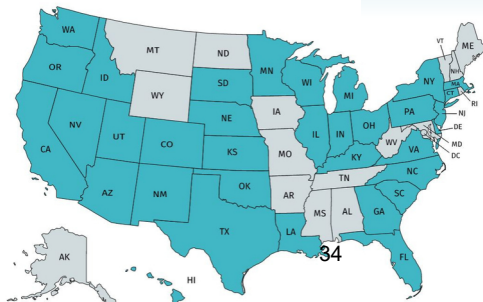 WA
MT
ND
MN
VT
ME
OR
ID
SD
WI
MI
NY
NH
MA
CT
RI
WY
IA
NE
PA
NJ
NV
UT
CO
IL
IN
OH
DE
MD
DC
WV
VA
CA
KS
MO
KY
NC
TN
AZ
NM
OK
AR
SC
MS
AL
GA
TX
LA
34
FL
AK
HI